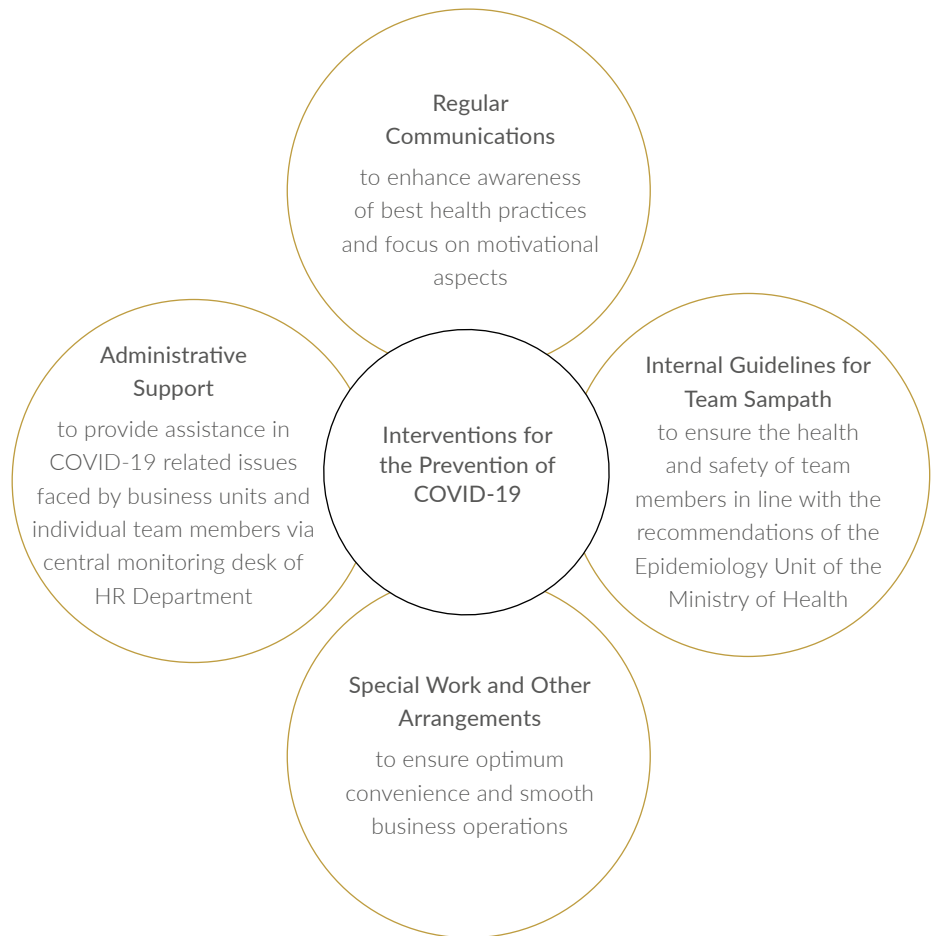 Regular
Communications
to enhance awareness
of best health practices
and focus on motivational
aspects
Administrative
Support
to provide assistance in
COVID-19 related issues
faced by business units and
individual team members via
central monitoring desk of
HR Department
Interventions for
the Prevention of
COVID-19
Internal Guidelines for
Team Sampath
to ensure the health
and safety of team
members in line with the
recommendations of the
Epidemiology Unit of the
Ministry of Health
Special Work and Other
Arrangements
to ensure optimum
convenience and smooth
business operations